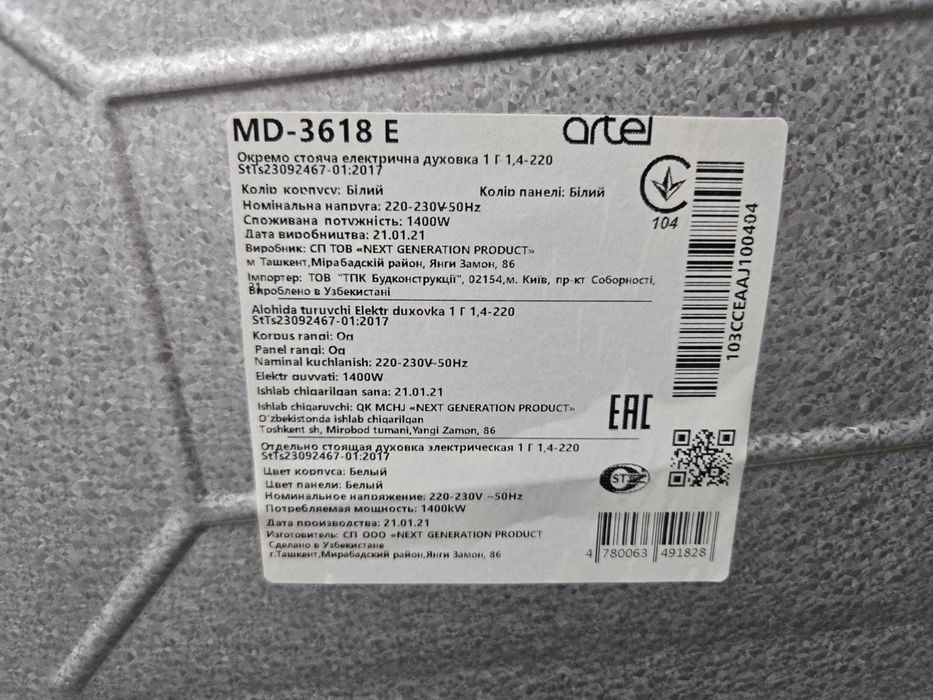 MD-3618 E
artel
Окремо стояча електрична духовка 1 Г 1,4-220
StTs23092467-01:2017
Колір корпусу: Білий
Колір панелі: Білий
Номінальна напруга: 220-230V~50Hz
Споживана потужність: 1400W
Дата виробництва: 21.01.21
Виробник: СП ТОВ «NEXT GENERATION PRODUCT»
м Ташкент,Мірабадскій район, Янги Замон, 86
Імпортер: ТОВ "ТПК Будконструкції", 02154,м. Київ, пр-кт Соборності,
Вироблено в Узбекистані
104
103CCEAAJ100404
Alohida turuvchi Elektr duxovka 1 Г 1,4-220
StTs23092467-01:2017
Korpus rangi: Oq
Panel rangi: Oq
Naminal kuchlanish: 220-230V~50Hz
Elektr quvvati: 1400W
Ishlab chiqarilgan sana: 21.01.21
Ishlab chiqaruvchi: QK MCHJ «NEXT GENERATION PRODUCT»
O'zbekistonda ishlab chiqarilgan
Toshkent sh, Mirobod tumani,Yangi Zamon, 86
EAC
Отдельно стоящая духовка электрическая 1 Г 1,4-220
StTs23092467-01:2017
Цвет корпуса: Белый
Цвет панели: Белый
Номинальное напряжение: 220-230V ~50Hz
Потребляемая мощность: 1400kW
Дата производства: 21.01.21
Изготовитель: СП ООО «NEXT GENERATION PRODUCT
Сделано в Узбекистане
г.Ташкент,Мирабадский район,Янги Замон, 86
4 780063 491828